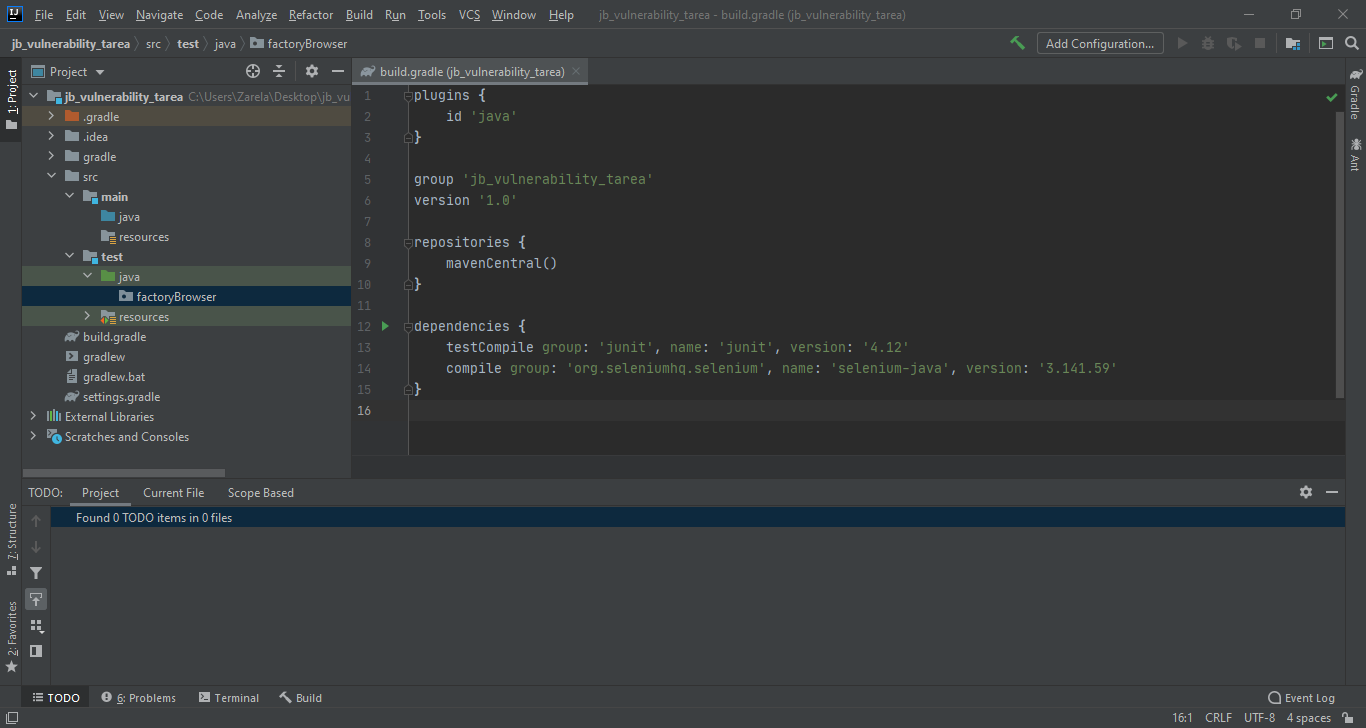 IJ File Edit View Navigate Code Analyze Refactor Build Run Tools VCS Window Help jb_vulnerability_tarea - build.gradle (jb_vulnerability_tarea)
jb_vulnerability_tarea src test java factoryBrowser Add Configuration...
1: Project
Project
build.gradle (jb_vulnerability_tarea)
jb_vulnerability_tarea C:\Users\Zarela\Desktop\jb_vu
.gradle
.idea
gradle
src
main
java
resources
test
java
factoryBrowser
resources
build.gradle
gradlew
gradlew.bat
settings.gradle
External Libraries
Scratches and Consoles
1 plugins {
2 id 'java'
3 }
4
5 group 'jb_vulnerability_tarea'
6 version '1.0'
7
8 repositories {
9 mavenCentral()
10 }
11
12 dependencies {
13 testCompile group: 'junit', name: 'junit', version: '4.12'
14 compile group: 'org.seleniumhq.selenium', name: 'selenium-java', version: '3.141.59'
15 }
16
Gradle
Ant
TODO: Project Current File Scope Based
Found 0 TODO items in 0 files
7: Structure
2: Favorites
TODO 6: Problems Terminal Build Event Log
16:1 CRLF UTF-8 4 spaces